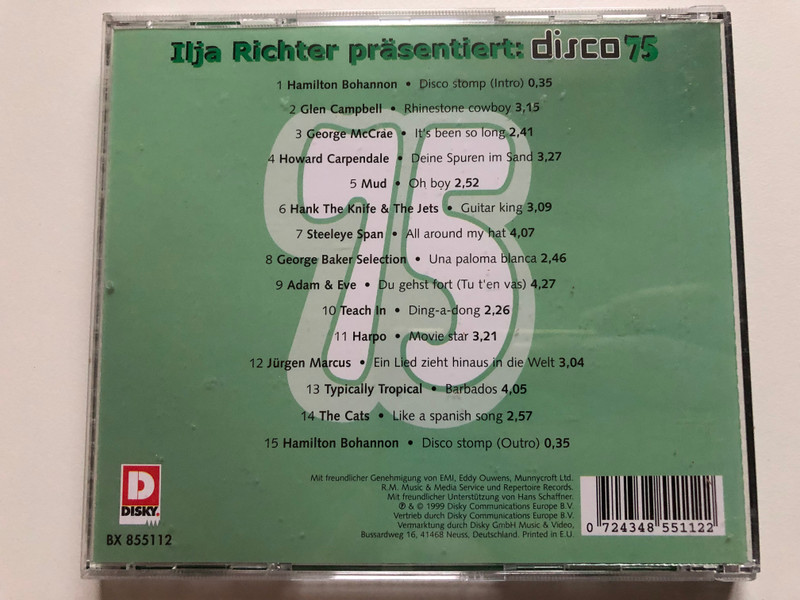 Ilja Richter präsentiert: disco 75
1 Hamilton Bohannon • Disco stomp (Intro) 0,35
2 Glen Campbell • Rhinestone cowboy 3,15
3 George McCrae • It's been so long 2,41
4 Howard Carpendale • Deine Spuren im Sand 3,27
5 Mud • Oh boy 2,52
6 Hank The Knife & The Jets • Guitar king 3,09
7 Steeleye Span • All around my hat 4,07
8 George Baker Selection • Una paloma blanca 2,46
9 Adam & Eve • Du gehst fort (Tu t'en vas) 4,27
10 Teach In • Ding-a-dong 2,26
11 Harpo • Movie star 3,21
12 Jürgen Marcus • Ein Lied zieht hinaus in die Welt 3,04
13 Typically Tropical • Barbados 4,05
14 The Cats • Like a spanish song 2,57
15 Hamilton Bohannon • Disco stomp (Outro) 0,35
75
D
DISKY
BX 855112
Mit freundlicher Genehmigung von EMI, Eddy Ouwens, Munnycroft Ltd.
R.M. Music & Media Service und Repertoire Records.
Mit freundlicher Unterstützung von Hans Schaffner.
℗ & © 1999 Disky Communications Europe B.V.
Vertrieb durch Disky Communications Europe B.V.
Vermarktung durch Disky GmbH Music & Video,
Bussardweg 16, 41468 Neuss, Deutschland. Printed in E.U.
0 724348 551122